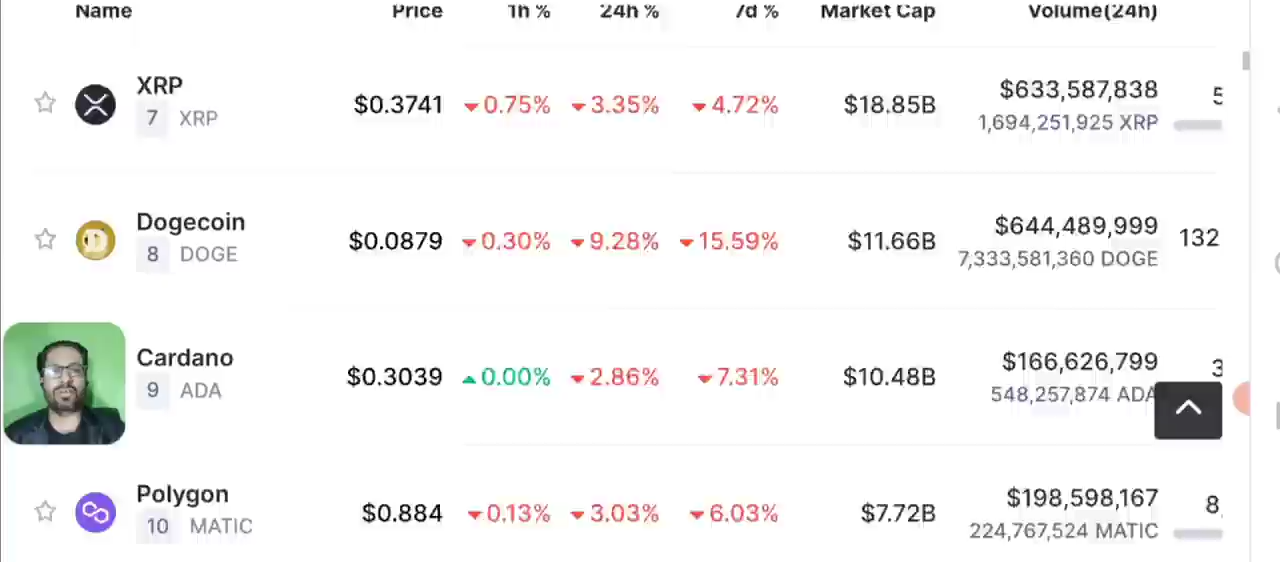 Name Price 1h % 24h % 7d % Market Cap Volume(24h)
XRP
7 XRP
$0.3741 0.75% 3.35% 4.72% $18.85B $633,587,838
1,694,251,925 XRP
5
Dogecoin
8 DOGE
$0.0879 0.30% 9.28% 15.59% $11.66B $644,489,999
7,333,581,360 DOGE
132
Cardano
9 ADA
$0.3039 0.00% 2.86% 7.31% $10.48B $166,626,799
548,257,874 ADA
3
Polygon
10 MATIC
$0.884 0.13% 3.03% 6.03% $7.72B $198,598,167
224,767,524 MATIC
8,